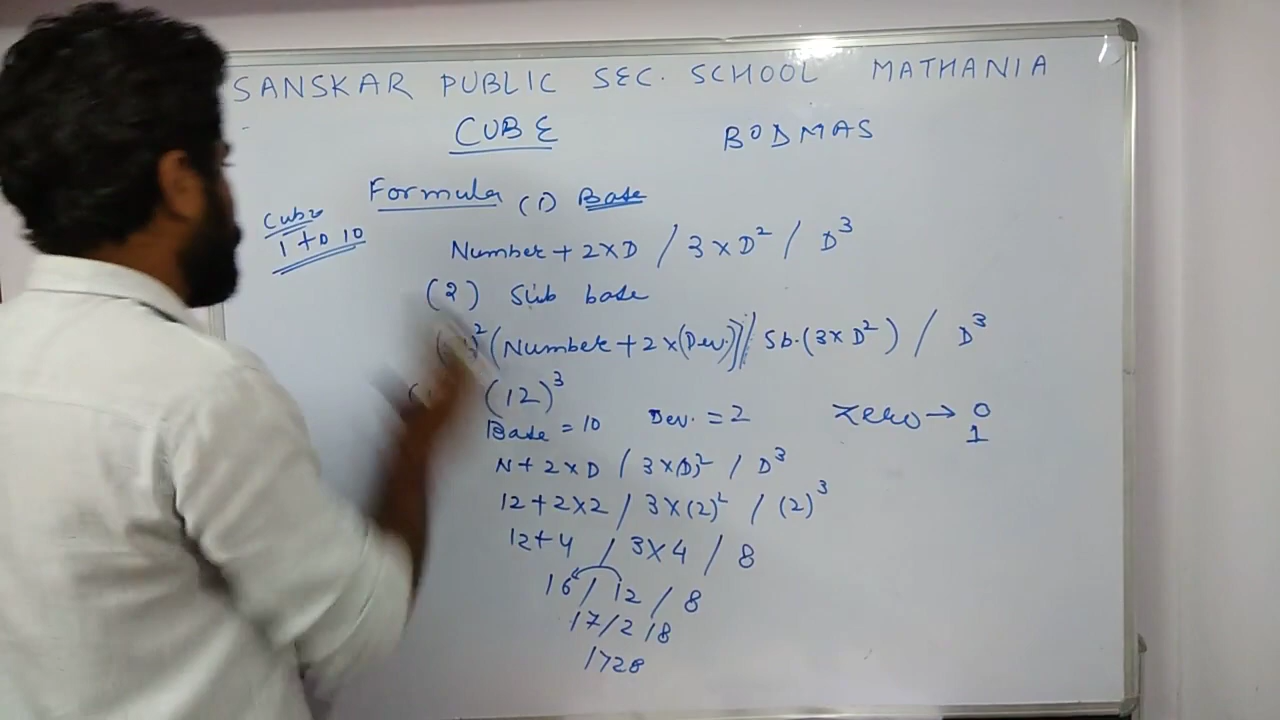 SANSKAR PUBLIC SEC. SCHOOL MATHANIA
CUBE BODMAS
Formula (1) Base
Cube
1 to 10
Number + 2×D / 3×D² / D³
(2) Sub base
² (Number + 2×(Dev.)) // Sb.(3×D²) / D³
(12)³
Base = 10 Dev. = 2 Zero → 0
1
N + 2×D / 3×(D)² / D³
12+2×2 / 3×(2)² / (2)³
12+4 / 3×4 / 8
16 / 12 / 8
17/2/8
1728